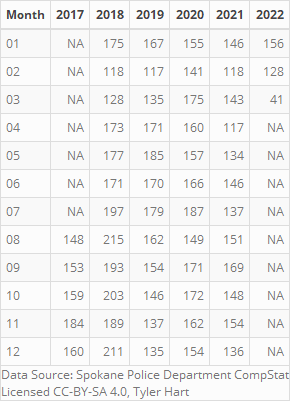 Month 2017 2018 2019 2020 2021 2022
01 NA 175 167 155 146 156
02 NA 118 117 141 118 128
03 NA 128 135 175 143 41
04 NA 173 171 160 117 NA
05 NA 177 185 157 134 NA
06 NA 171 170 166 146 NA
07 NA 197 179 187 137 NA
08 148 215 162 149 151 NA
09 153 193 154 171 169 NA
10 159 203 146 172 148 NA
11 184 189 137 162 154 NA
12 160 211 135 154 136 NA
Data Source: Spokane Police Department CompStat
Licensed CC-BY-SA 4.0, Tyler Hart